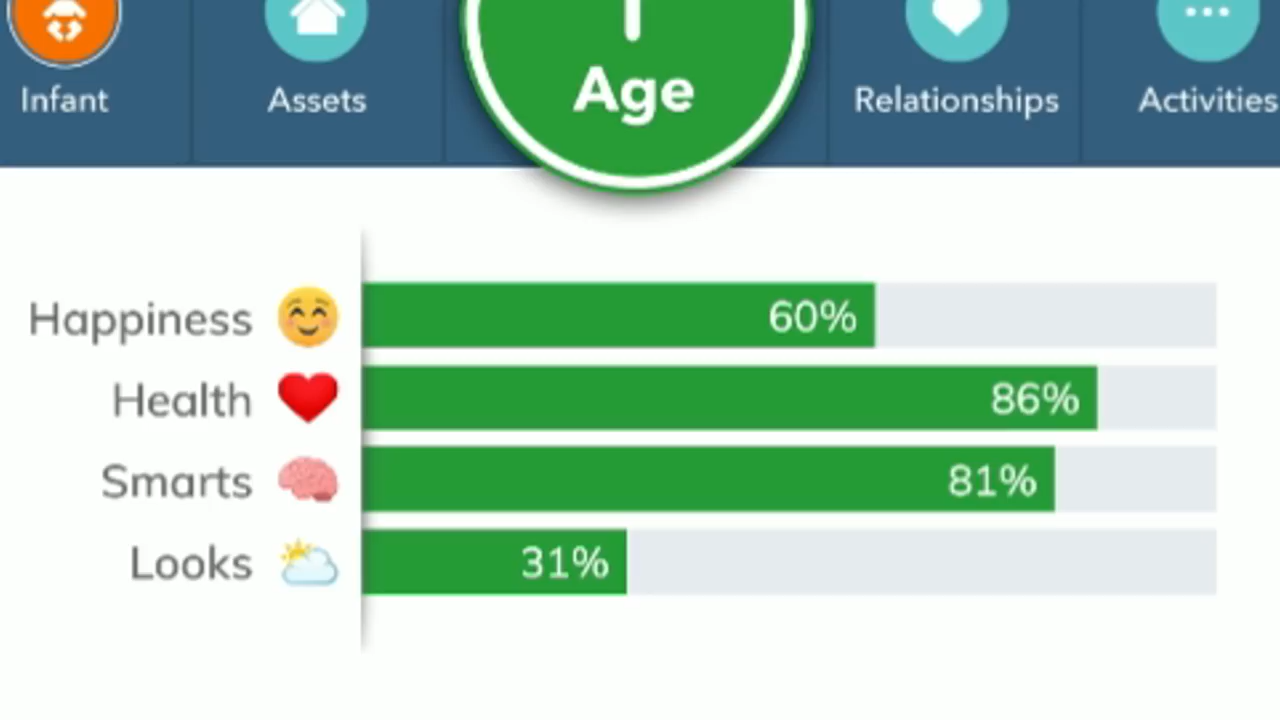 Infant
Assets
Age
Relationships
Activities
Happiness 60%
Health 86%
Smarts 81%
Looks 31%